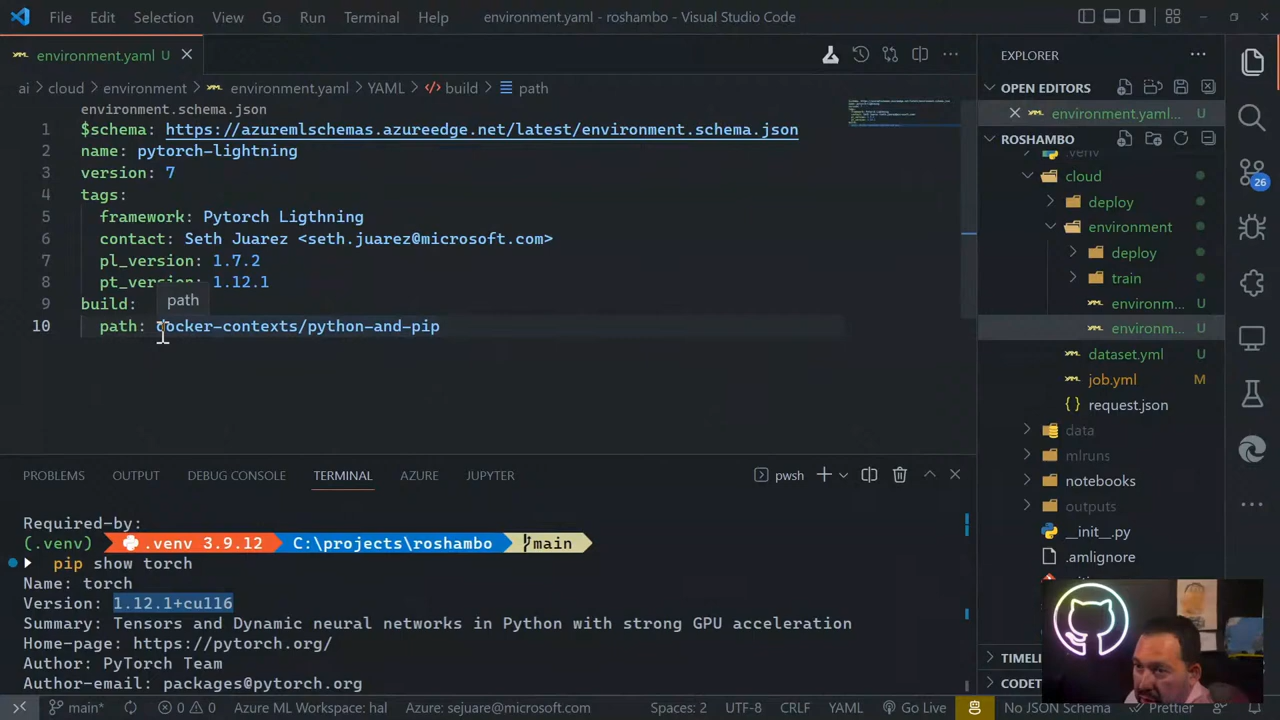 File Edit Selection View Go Run Terminal Help environment.yaml - roshambo - Visual Studio Code
environment.yaml U
ai cloud environment environment.yaml YAML build path
environment.schema.json
1 $schema: https://azuremlschemas.azureedge.net/latest/environment.schema.json
2 name: pytorch-lightning
3 version: 7
4 tags:
5 framework: Pytorch Ligthning
6 contact: Seth Juarez <seth.juarez@microsoft.com>
7 pl_version: 1.7.2
8 pt_version: 1.12.1
9 build:
path
10 path: docker-contexts/python-and-pip
PROBLEMS OUTPUT DEBUG CONSOLE TERMINAL AZURE JUPYTER pwsh
Required-by:
(.venv) .venv 3.9.12 C:\projects\roshambo main
pip show torch
Name: torch
Version: 1.12.1+cu116
Summary: Tensors and Dynamic neural networks in Python with strong GPU acceleration
Home-page: https://pytorch.org/
Author: PyTorch Team
Author-email: packages@pytorch.org
EXPLORER
OPEN EDITORS
environment.yaml... U
ROSHAMBO
.venv
cloud
deploy
environment
deploy
train
environm... U
environm... U
dataset.yml U
job.yml M
request.json
data
mlruns
notebooks
outputs
__init__.py
.amlignore
TIMELI
CODET
26
main* 0 0 Azure ML Workspace: hal Azure: sejuare@microsoft.com Spaces: 2 UTF-8 CRLF YAML Go Live No JSON Schema Prettier